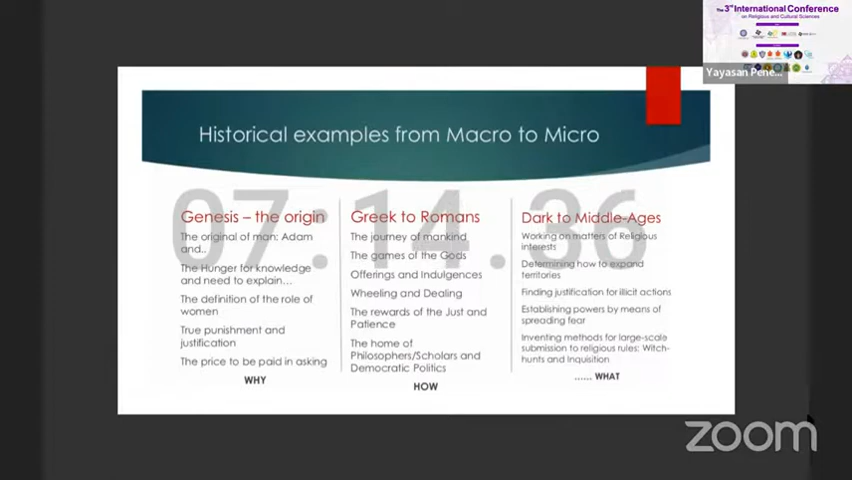 The 3rd International Conference
on Religious and Cultural Sciences
Yayasan Pene...
Historical examples from Macro to Micro
07:14.36
Genesis – the origin
The original of man: Adam
and..
The Hunger for knowledge
and need to explain…
The definition of the role of
women
True punishment and
justification
The price to be paid in asking
WHY
Greek to Romans
The journey of mankind
The games of the Gods
Offerings and Indulgences
Wheeling and Dealing
The rewards of the Just and
Patience
The home of
Philosophers/Scholars and
Democratic Politics
HOW
Dark to Middle-Ages
Working on matters of Religious
interests
Determining how to expand
territories
Finding justification for illicit actions
Establishing powers by means of
spreading fear
Inventing methods for large-scale
submission to religious rules: Witch-
hunts and Inquisition
...... WHAT
zoom